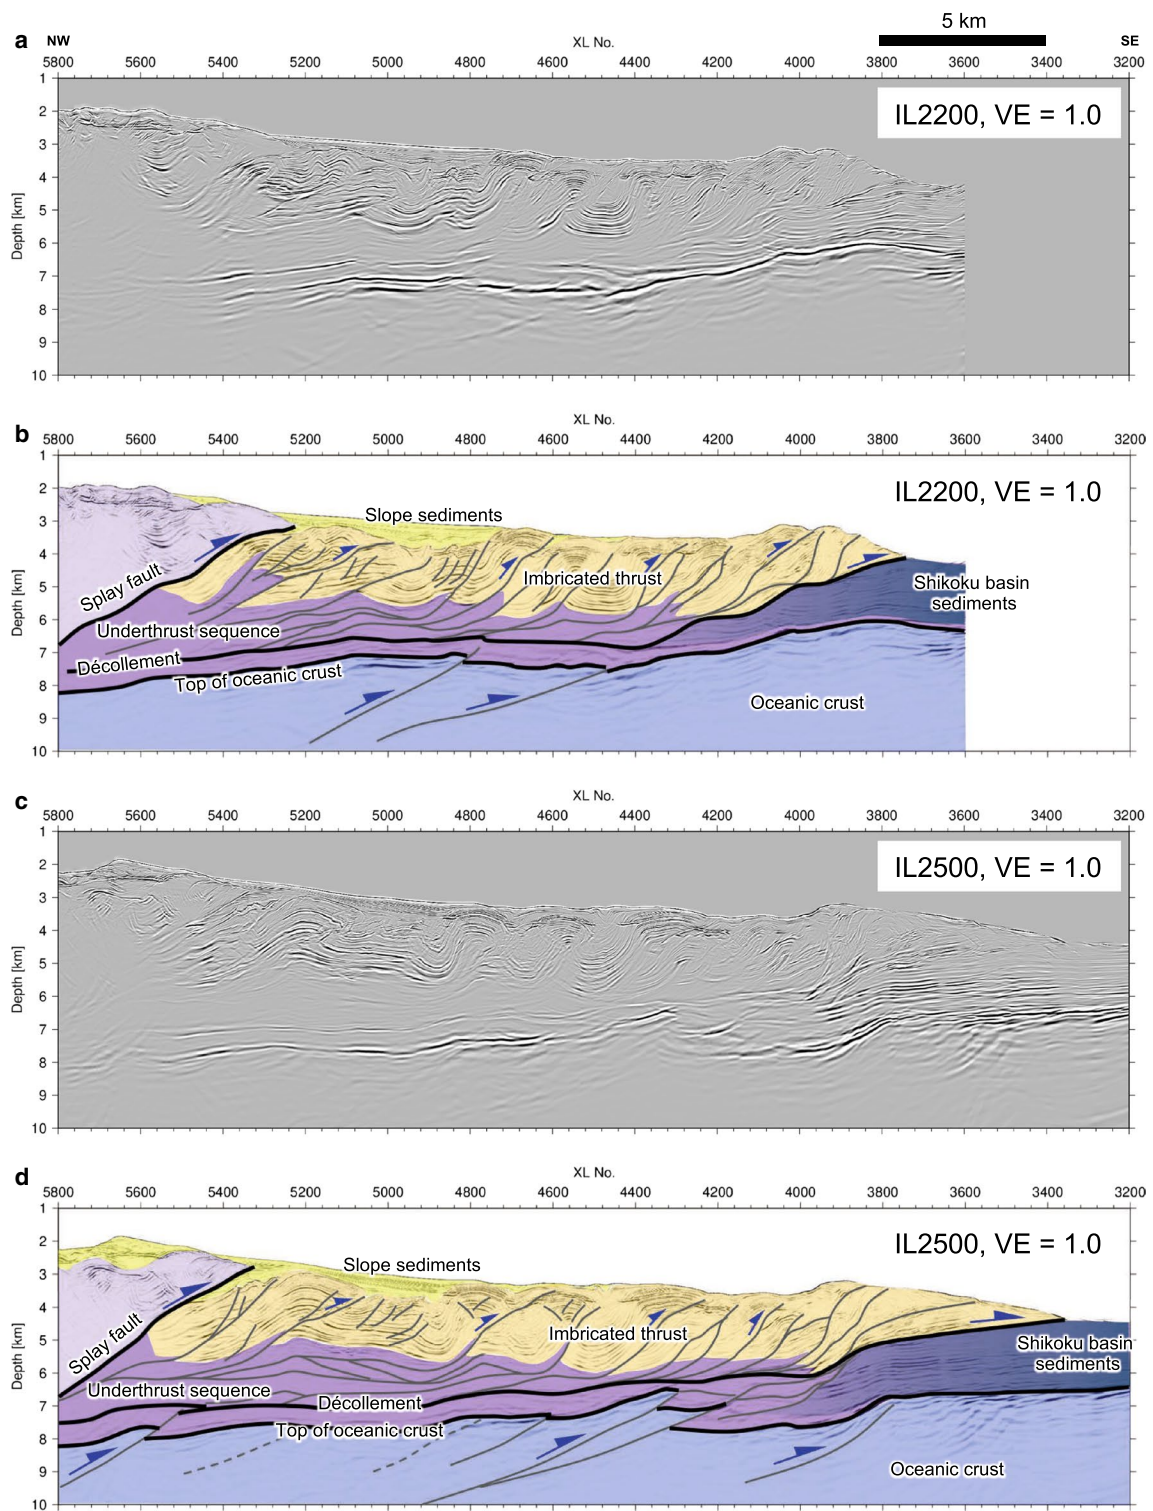 5 km
a NW SE
XL No.
5800 5600 5400 5200 5000 4800 4600 4400 4200 4000 3800 3600 3400 3200
1
IL2200, VE = 1.0
2
3
4
5
6
7
8
9
10
Depth [km]
b
XL No.
5800 5600 5400 5200 5000 4800 4600 4400 4200 4000 3800 3600 3400 3200
1
IL2200, VE = 1.0
2
3
4
5
6
7
8
9
10
Depth [km]
Slope sediments
Splay fault
Imbricated thrust
Shikoku basin
sediments
Underthrust sequence
Décollement
Top of oceanic crust
Oceanic crust
c
XL No.
5800 5600 5400 5200 5000 4800 4600 4400 4200 4000 3800 3600 3400 3200
1
IL2500, VE = 1.0
2
3
4
5
6
7
8
9
10
Depth [km]
d
XL No.
5800 5600 5400 5200 5000 4800 4600 4400 4200 4000 3800 3600 3400 3200
1
IL2500, VE = 1.0
2
3
4
5
6
7
8
9
10
Depth [km]
Slope sediments
Splay fault
Imbricated thrust
Shikoku basin
sediments
Underthrust sequence
Décollement
Top of oceanic crust
Oceanic crust